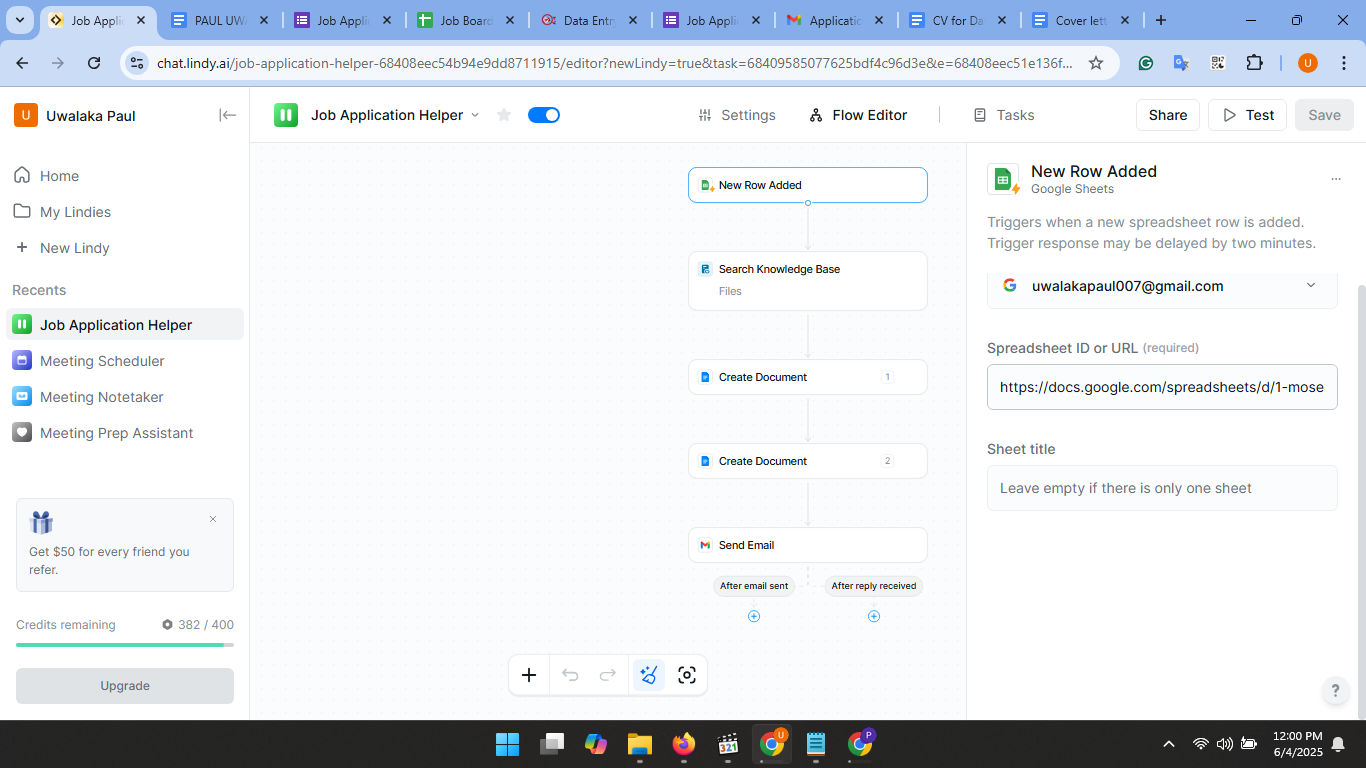 Job Applic
PAUL UWA
Job Appli
Job Board
Data Entr
Job Appli
Applicatio
CV for Da
Cover lett
chat.lindy.ai/job-application-helper-68408eec54b94e9dd8711915/editor?newLindy=true&task=68409585077625bdf4c96d3e&e=68408eec51e136f...
U
U
Uwalaka Paul
Job Application Helper
Settings
Flow Editor
Tasks
Share
Test
Save
Home
My Lindies
New Lindy
Recents
Job Application Helper
Meeting Scheduler
Meeting Notetaker
Meeting Prep Assistant
Get $50 for every friend you
refer.
Credits remaining
382 / 400
Upgrade
New Row Added
Search Knowledge Base
Files
Create Document
1
Create Document
2
Send Email
After email sent
After reply received
New Row Added
Google Sheets
...
Triggers when a new spreadsheet row is added.
Trigger response may be delayed by two minutes.
uwalakapaul007@gmail.com
Spreadsheet ID or URL (required)
https://docs.google.com/spreadsheets/d/1-mose
Sheet title
Leave empty if there is only one sheet
?
321
U
P
12:00 PM
6/4/2025